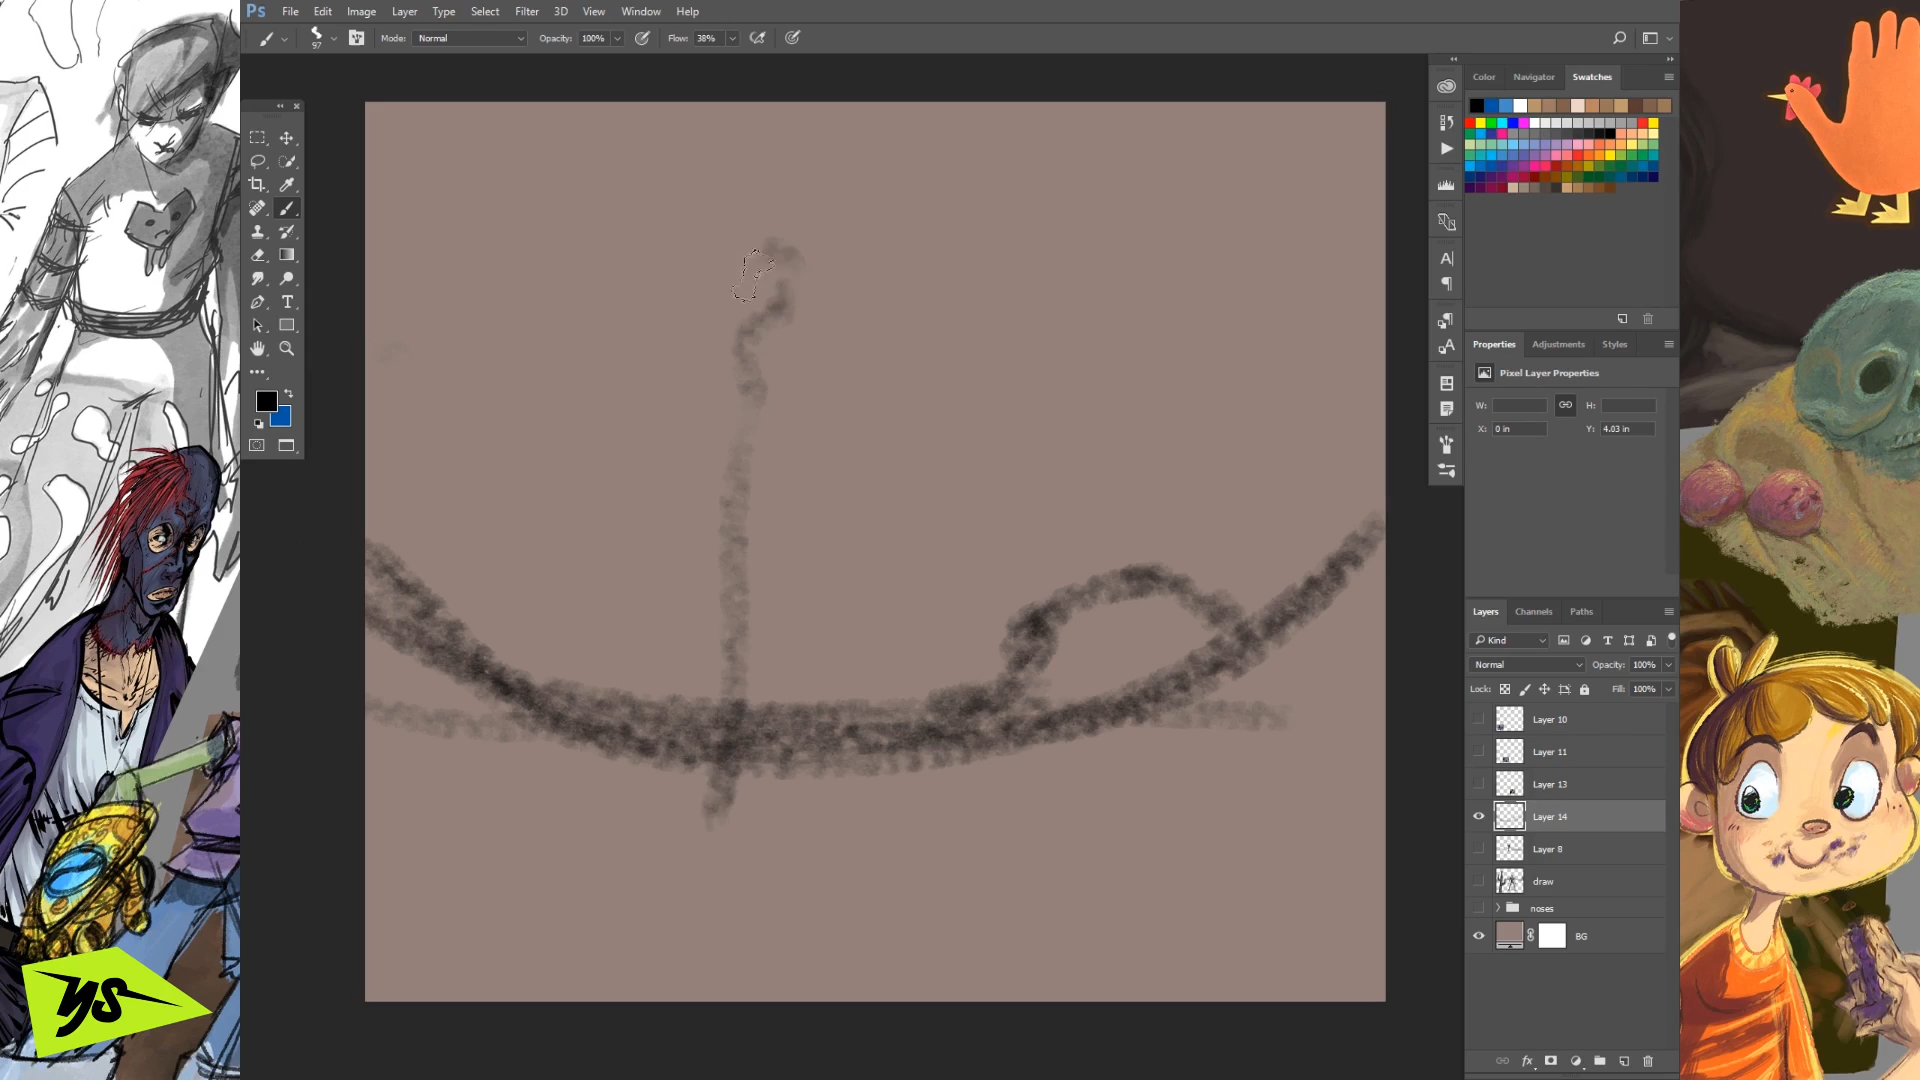 Ps File Edit Image Layer Type Select Filter 3D View Window Help
97 Mode: Normal Opacity: 100% Flow: 38%
Color Navigator Swatches
Properties Adjustments Styles
Pixel Layer Properties
W: H:
X: 0 in Y: 4.03 in
Layers Channels Paths
Kind
Normal Opacity: 100%
Lock: Fill: 100%
Layer 10
Layer 11
Layer 13
Layer 14
Layer 8
draw
noses
BG
fx
YS